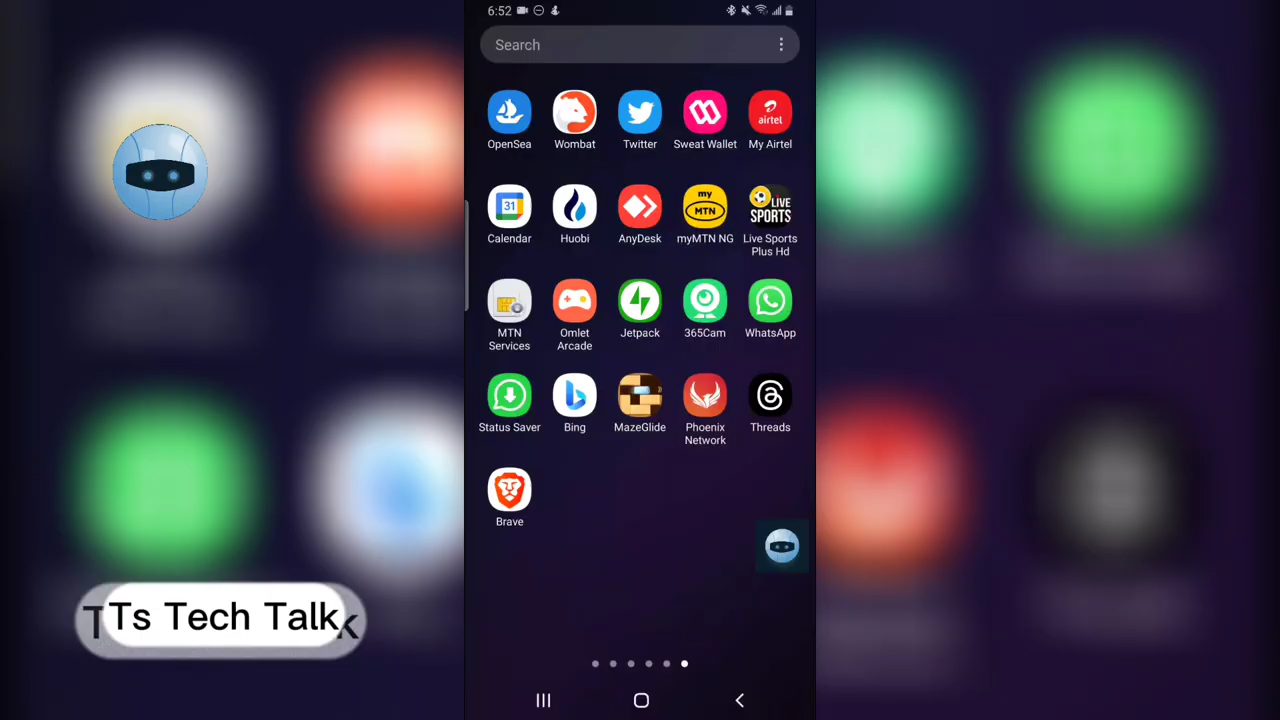 6:52
Search
OpenSea
Wombat
Twitter
Sweat Wallet
airtel
My Airtel
31
Calendar
Huobi
AnyDesk
my
MTN
myMTN NG
LIVE
SPORTS
Live Sports
Plus Hd
MTN
Services
Omlet
Arcade
Jetpack
365Cam
WhatsApp
Status Saver
Bing
MazeGlide
Phoenix
Network
Threads
Brave
Ts Tech Talk